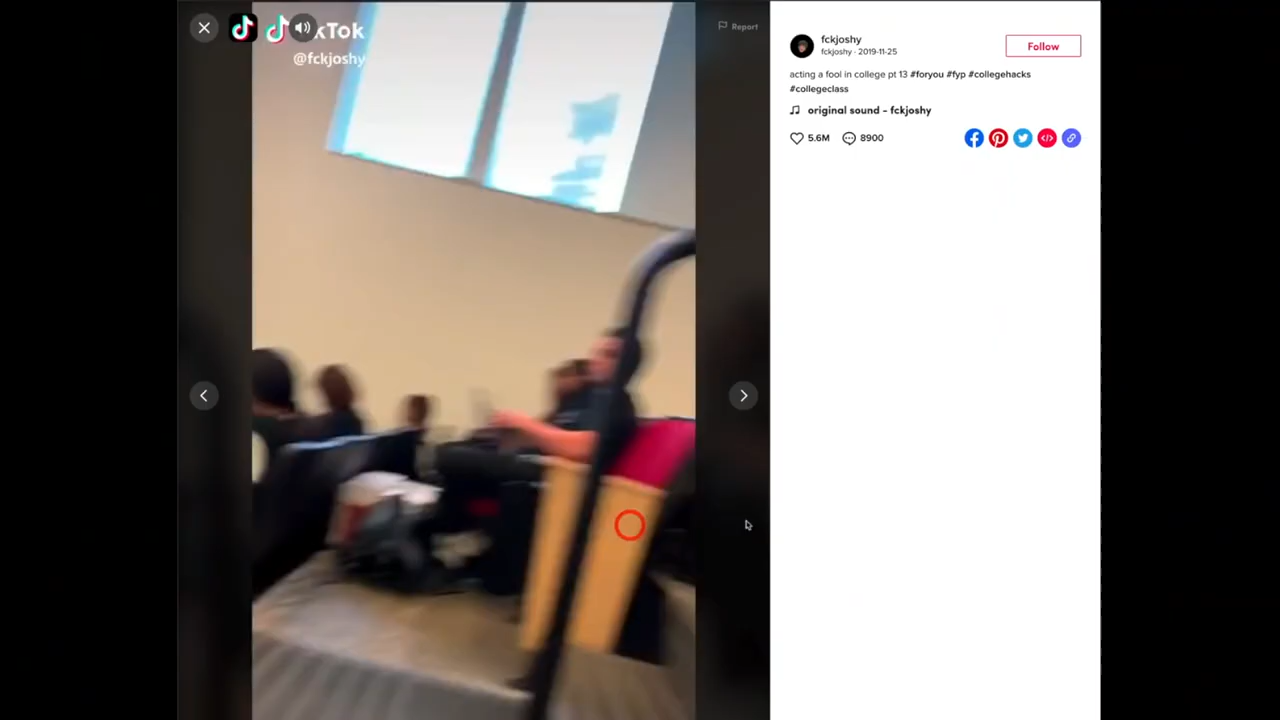 kTok
@fckjoshy
Report
fckjoshy
fckjoshy · 2019-11-25
Follow
acting a fool in college pt 13 #foryou #fyp #collegehacks
#collegeclass
original sound - fckjoshy
5.6M
8900